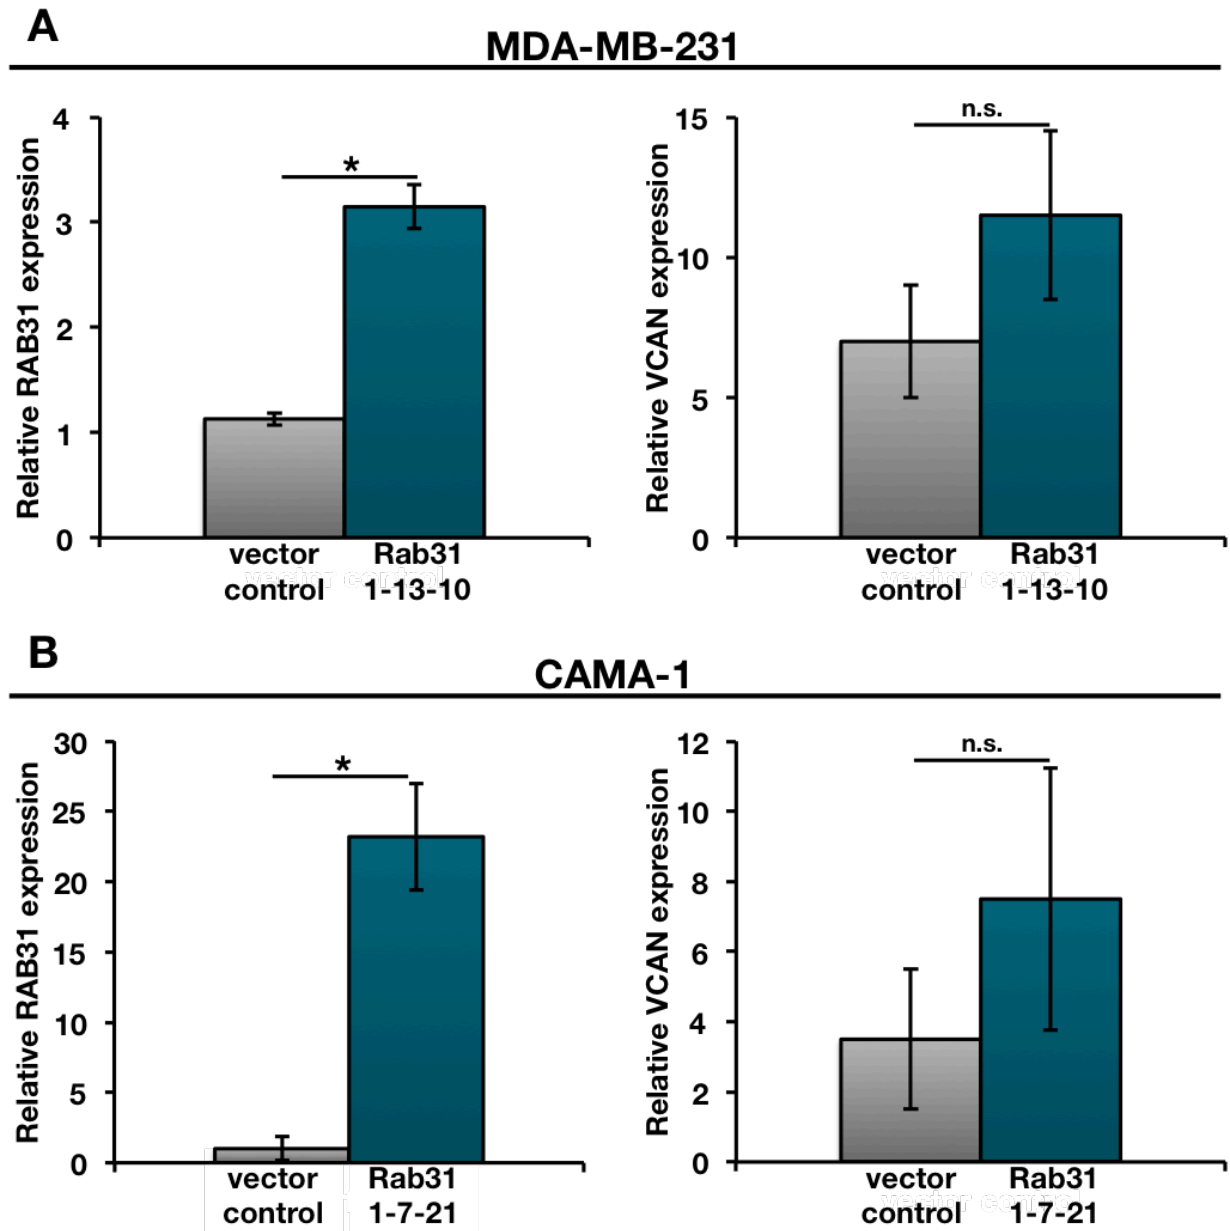 A
MDA-MB-231
Relative RAB31 expression
4
3
2
1
0
*
vector
control
Rab31
1-13-10
Relative VCAN expression
15
10
5
0
n.s.
vector
control
Rab31
1-13-10
B
CAMA-1
Relative RAB31 expression
30
25
20
15
10
5
0
*
vector
control
Rab31
1-7-21
Relative VCAN expression
12
10
8
6
4
2
0
n.s.
vector
control
Rab31
1-7-21